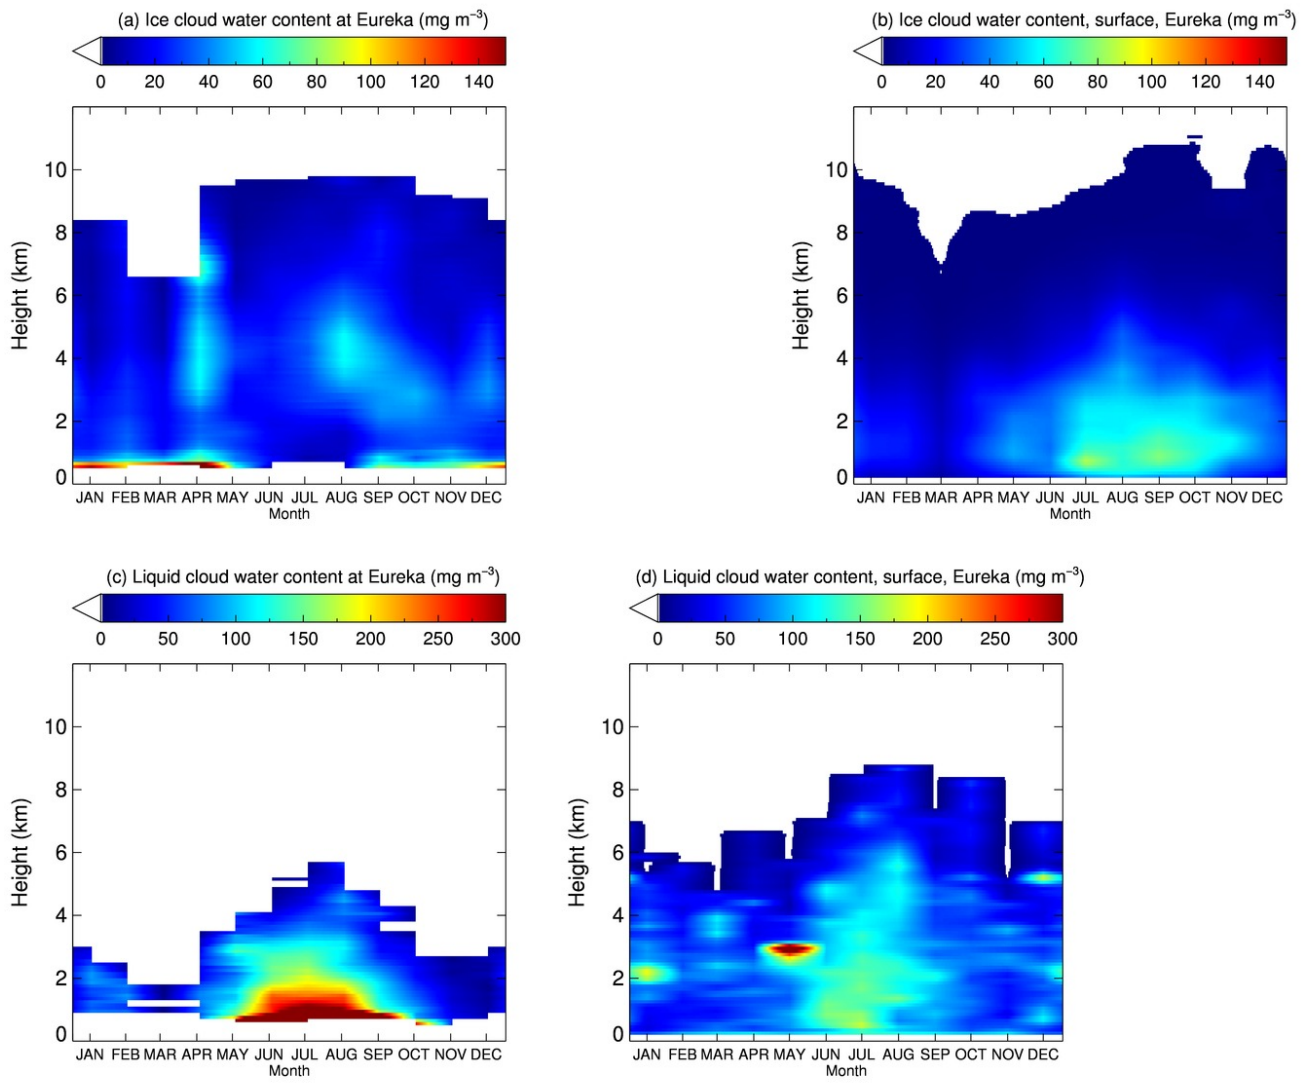 (a) Ice cloud water content at Eureka (mg m⁻³)
0 20 40 60 80 100 120 140
Height (km)
10
8
6
4
2
0
JAN FEB MAR APR MAY JUN JUL AUG SEP OCT NOV DEC
Month
(b) Ice cloud water content, surface, Eureka (mg m⁻³)
0 20 40 60 80 100 120 140
Height (km)
10
8
6
4
2
0
JAN FEB MAR APR MAY JUN JUL AUG SEP OCT NOV DEC
Month
(c) Liquid cloud water content at Eureka (mg m⁻³)
0 50 100 150 200 250 300
Height (km)
10
8
6
4
2
0
JAN FEB MAR APR MAY JUN JUL AUG SEP OCT NOV DEC
Month
(d) Liquid cloud water content, surface, Eureka (mg m⁻³)
0 50 100 150 200 250 300
Height (km)
10
8
6
4
2
0
JAN FEB MAR APR MAY JUN JUL AUG SEP OCT NOV DEC
Month